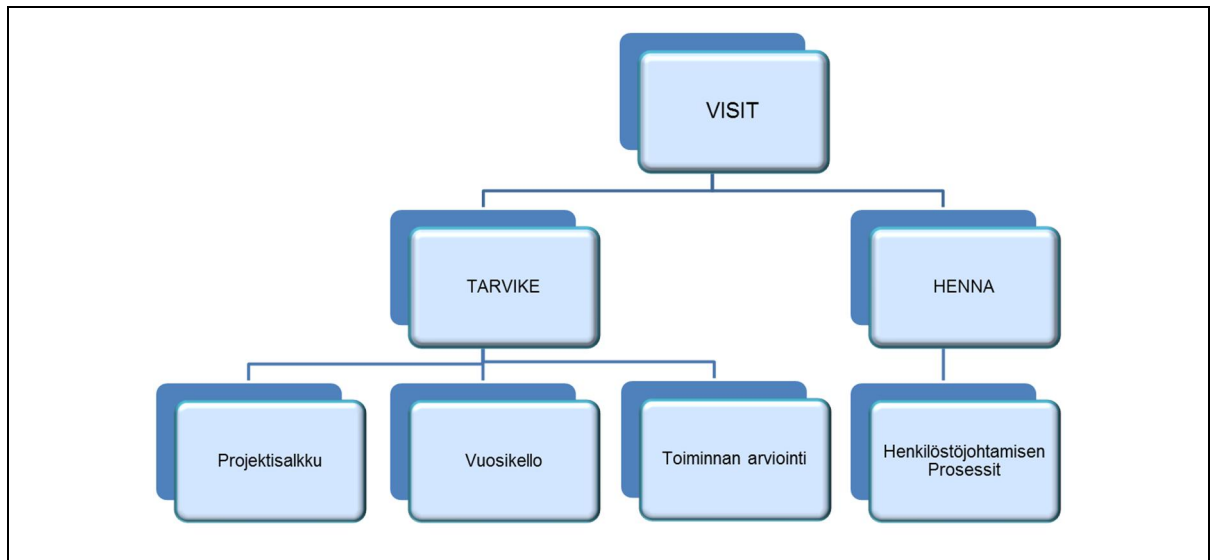 VISIT
TARVIKE
HENNA
Projektisalkku
Vuosikello
Toiminnan arviointi
Henkilöstöjohtamisen
Prosessit